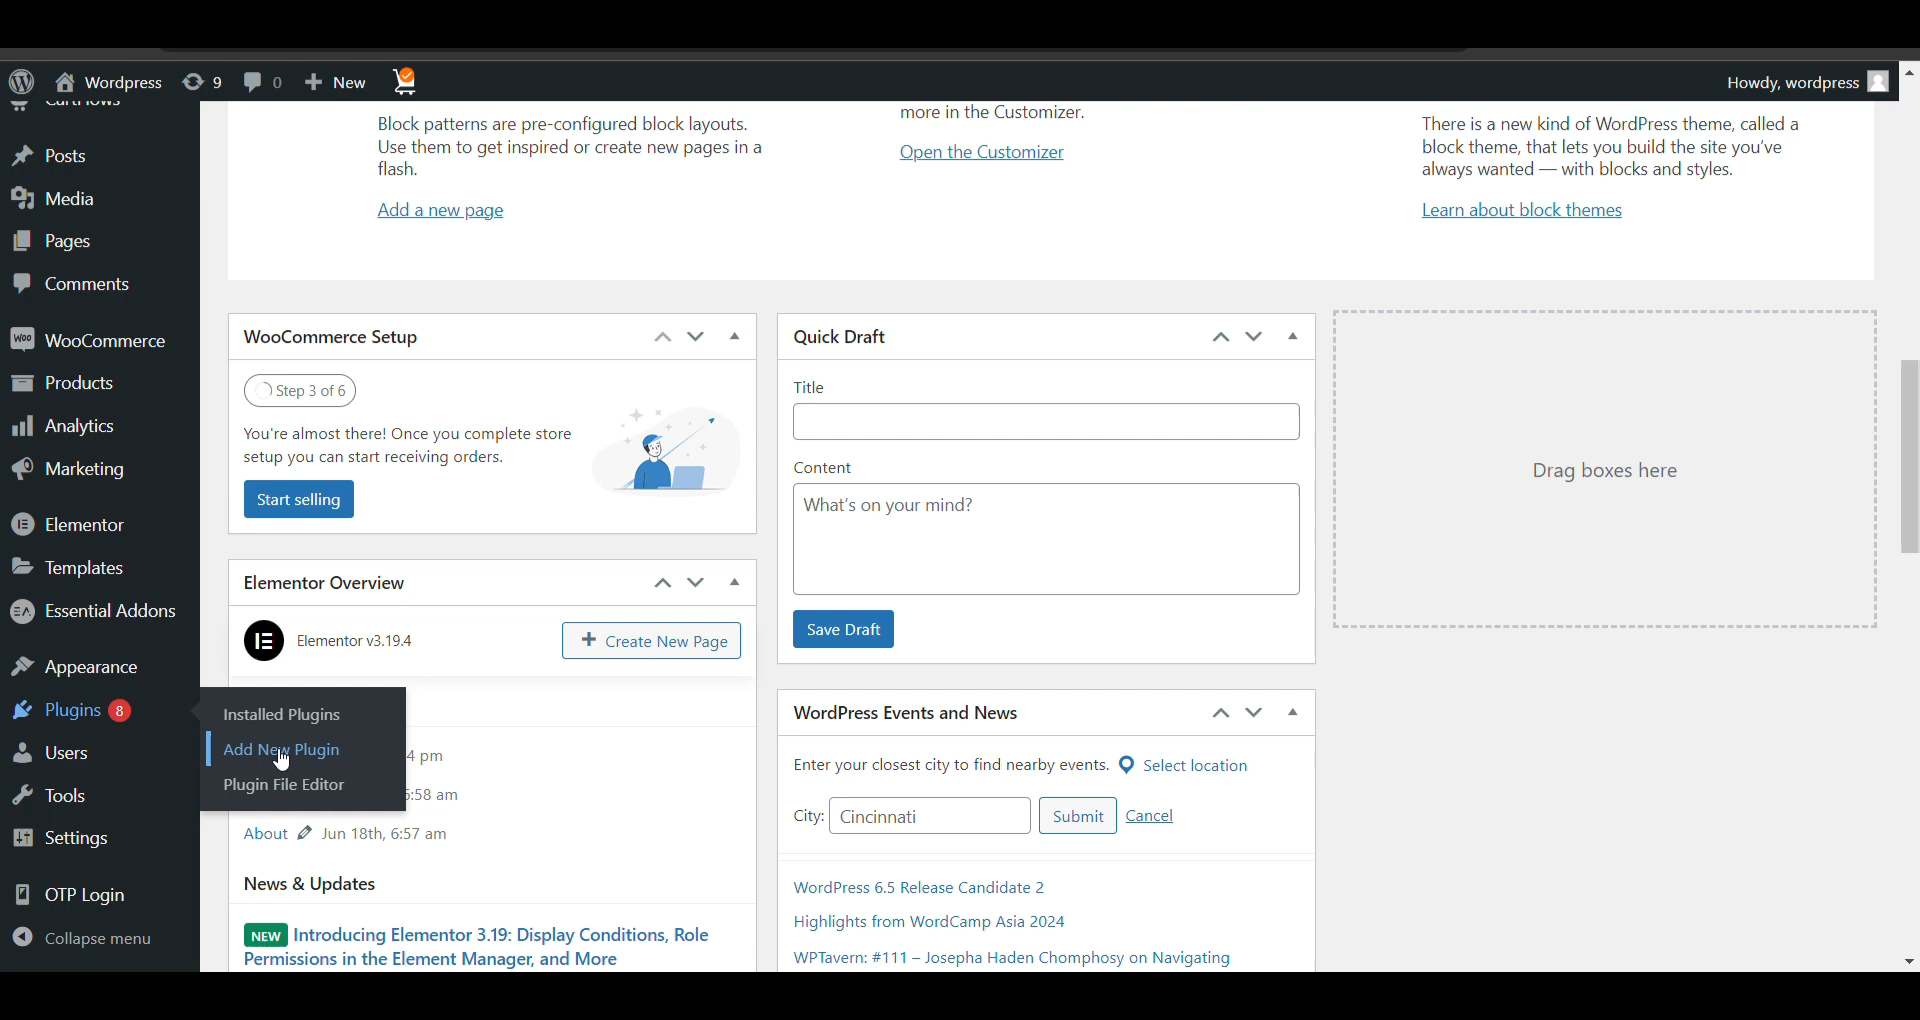 Wordpress 9 0 New
Howdy, wordpress
CartFlows
Posts
Media
Pages
Comments
WooCommerce
Products
Analytics
Marketing
Elementor
Templates
Essential Addons
Appearance
Plugins 8
Users
Tools
Settings
OTP Login
Collapse menu
Installed Plugins
Add New Plugin
Plugin File Editor
Block patterns are pre-configured block layouts.
Use them to get inspired or create new pages in a
flash.
Add a new page
more in the Customizer.
Open the Customizer
There is a new kind of WordPress theme, called a
block theme, that lets you build the site you've
always wanted — with blocks and styles.
Learn about block themes
WooCommerce Setup
Step 3 of 6
You're almost there! Once you complete store
setup you can start receiving orders.
Start selling
Elementor Overview
Elementor v3.19.4
+ Create New Page
4 pm
5:58 am
About Jun 18th, 6:57 am
News & Updates
NEW Introducing Elementor 3.19: Display Conditions, Role
Permissions in the Element Manager, and More
Quick Draft
Title
Content
What's on your mind?
Save Draft
WordPress Events and News
Enter your closest city to find nearby events. Select location
City: Cincinnati Submit Cancel
WordPress 6.5 Release Candidate 2
Highlights from WordCamp Asia 2024
WPTavern: #111 – Josepha Haden Chomphosy on Navigating
Drag boxes here